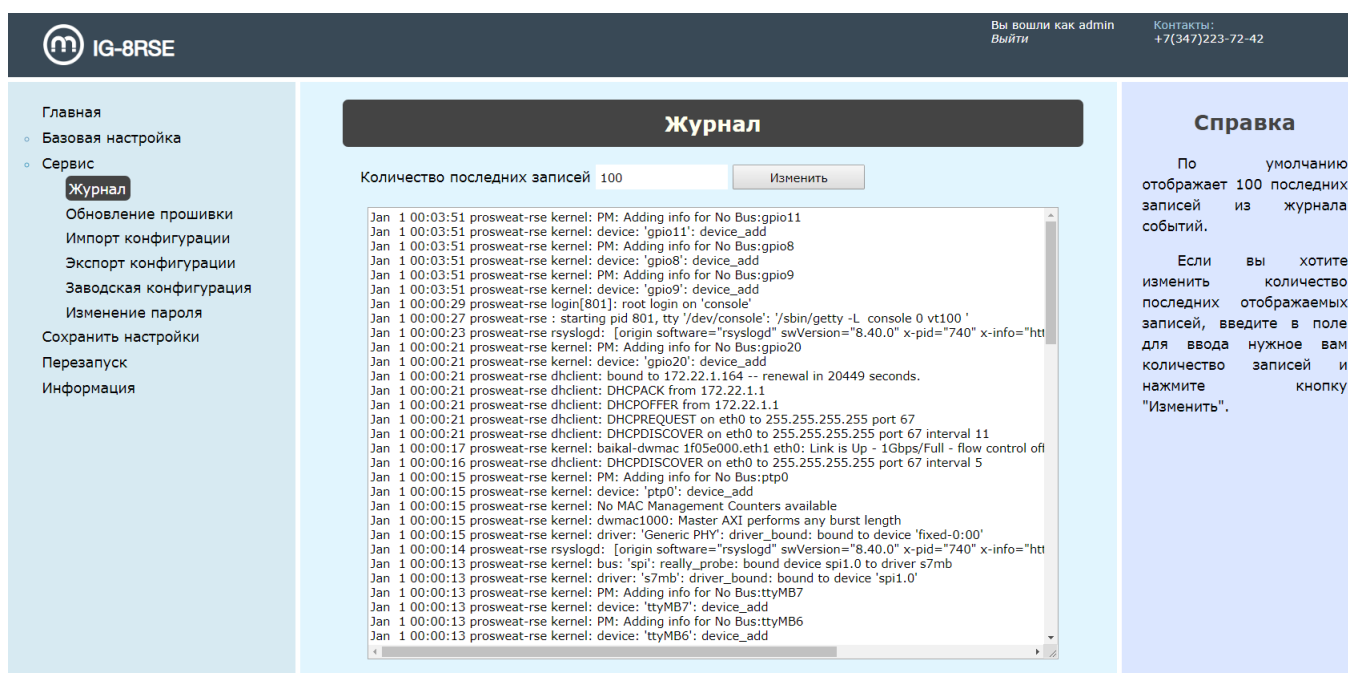 m IG-8RSE
Вы вошли как admin
Выйти
Контакты:
+7(347)223-72-42
Главная
Базовая настройка
Сервис
Журнал
Обновление прошивки
Импорт конфигурации
Экспорт конфигурации
Заводская конфигурация
Изменение пароля
Сохранить настройки
Перезапуск
Информация
Журнал
Количество последних записей 100 Изменить
Jan 1 00:03:51 prosweat-rse kernel: PM: Adding info for No Bus:gpio11
Jan 1 00:03:51 prosweat-rse kernel: device: 'gpio11': device_add
Jan 1 00:03:51 prosweat-rse kernel: PM: Adding info for No Bus:gpio8
Jan 1 00:03:51 prosweat-rse kernel: device: 'gpio8': device_add
Jan 1 00:03:51 prosweat-rse kernel: PM: Adding info for No Bus:gpio9
Jan 1 00:03:51 prosweat-rse kernel: device: 'gpio9': device_add
Jan 1 00:00:29 prosweat-rse login[801]: root login on 'console'
Jan 1 00:00:27 prosweat-rse : starting pid 801, tty '/dev/console': '/sbin/getty -L console 0 vt100 '
Jan 1 00:00:23 prosweat-rse rsyslogd: [origin software="rsyslogd" swVersion="8.40.0" x-pid="740" x-info="htt
Jan 1 00:00:21 prosweat-rse kernel: PM: Adding info for No Bus:gpio20
Jan 1 00:00:21 prosweat-rse kernel: device: 'gpio20': device_add
Jan 1 00:00:21 prosweat-rse dhclient: bound to 172.22.1.164 -- renewal in 20449 seconds.
Jan 1 00:00:21 prosweat-rse dhclient: DHCPACK from 172.22.1.1
Jan 1 00:00:21 prosweat-rse dhclient: DHCPOFFER from 172.22.1.1
Jan 1 00:00:21 prosweat-rse dhclient: DHCPREQUEST on eth0 to 255.255.255.255 port 67
Jan 1 00:00:21 prosweat-rse dhclient: DHCPDISCOVER on eth0 to 255.255.255.255 port 67 interval 11
Jan 1 00:00:17 prosweat-rse kernel: baikal-dwmac 1f05e000.eth1 eth0: Link is Up - 1Gbps/Full - flow control off
Jan 1 00:00:16 prosweat-rse dhclient: DHCPDISCOVER on eth0 to 255.255.255.255 port 67 interval 5
Jan 1 00:00:15 prosweat-rse kernel: PM: Adding info for No Bus:ptp0
Jan 1 00:00:15 prosweat-rse kernel: device: 'ptp0': device_add
Jan 1 00:00:15 prosweat-rse kernel: No MAC Management Counters available
Jan 1 00:00:15 prosweat-rse kernel: dwmac1000: Master AXI performs any burst length
Jan 1 00:00:15 prosweat-rse kernel: driver: 'Generic PHY': driver_bound: bound to device 'fixed-0:00'
Jan 1 00:00:14 prosweat-rse rsyslogd: [origin software="rsyslogd" swVersion="8.40.0" x-pid="740" x-info="htt
Jan 1 00:00:13 prosweat-rse kernel: bus: 'spi': really_probe: bound device spi1.0 to driver s7mb
Jan 1 00:00:13 prosweat-rse kernel: driver: 's7mb': driver_bound: bound to device 'spi1.0'
Jan 1 00:00:13 prosweat-rse kernel: PM: Adding info for No Bus:ttyMB7
Jan 1 00:00:13 prosweat-rse kernel: device: 'ttyMB7': device_add
Jan 1 00:00:13 prosweat-rse kernel: PM: Adding info for No Bus:ttyMB6
Jan 1 00:00:13 prosweat-rse kernel: device: 'ttyMB6': device_add
Справка
По умолчанию
отображает 100 последних
записей из журнала
событий.
Если вы хотите
изменить количество
последних отображаемых
записей, введите в поле
для ввода нужное вам
количество записей и
нажмите кнопку
"Изменить".